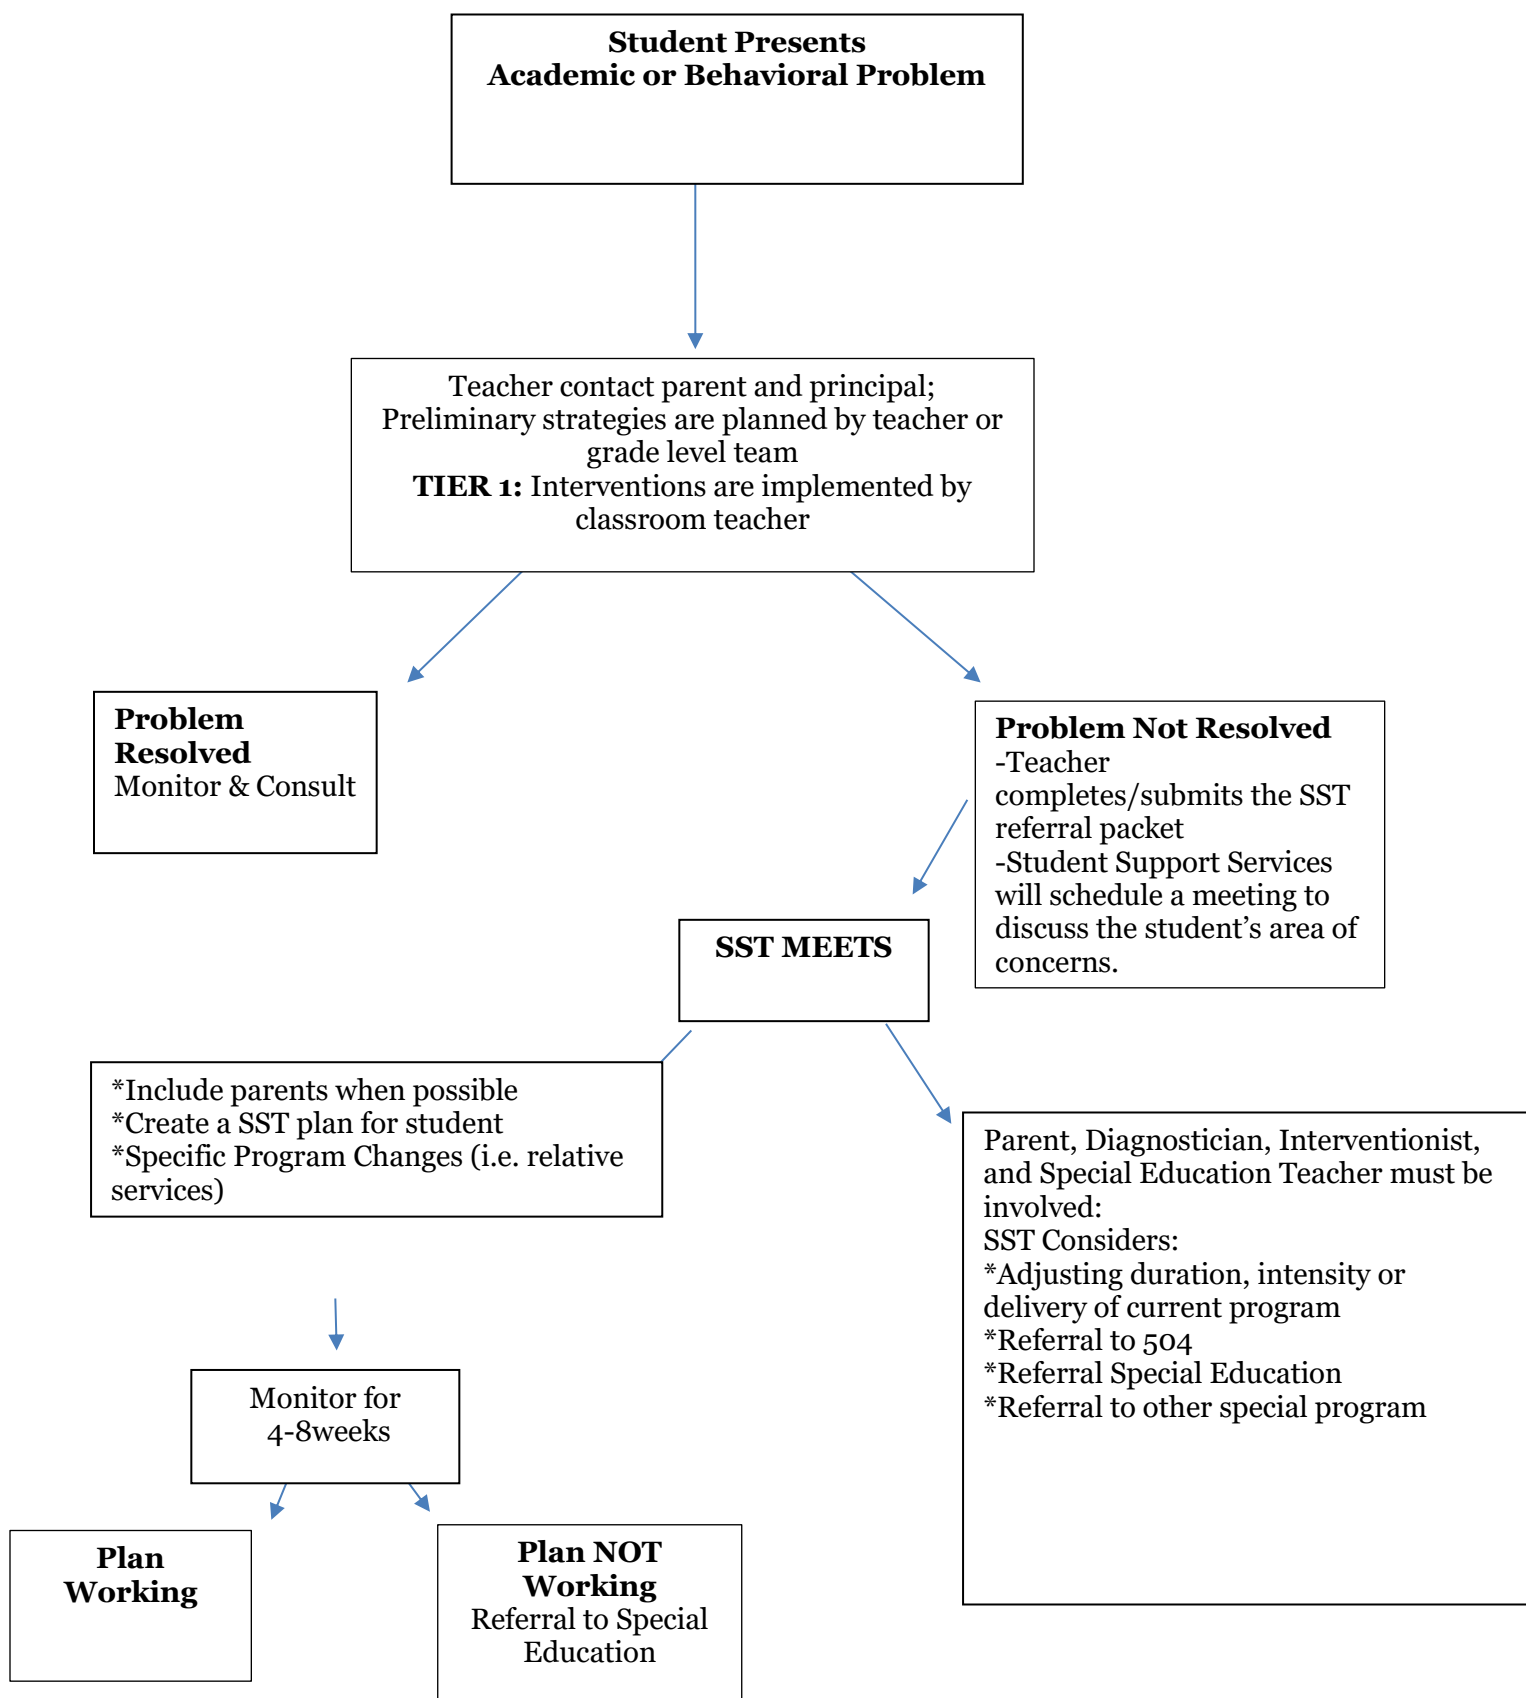 Student Presents
Academic or Behavioral Problem
Teacher contact parent and principal;
Preliminary strategies are planned by teacher or
grade level team
TIER 1: Interventions are implemented by
classroom teacher
Problem
Resolved
Monitor & Consult
Problem Not Resolved
-Teacher
completes/submits the SST
referral packet
-Student Support Services
will schedule a meeting to
discuss the student’s area of
concerns.
SST MEETS
*Include parents when possible
*Create a SST plan for student
*Specific Program Changes (i.e. relative
services)
Parent, Diagnostician, Interventionist,
and Special Education Teacher must be
involved:
SST Considers:
*Adjusting duration, intensity or
delivery of current program
*Referral to 504
*Referral Special Education
*Referral to other special program
Monitor for
4-8weeks
Plan
Working
Plan NOT
Working
Referral to Special
Education